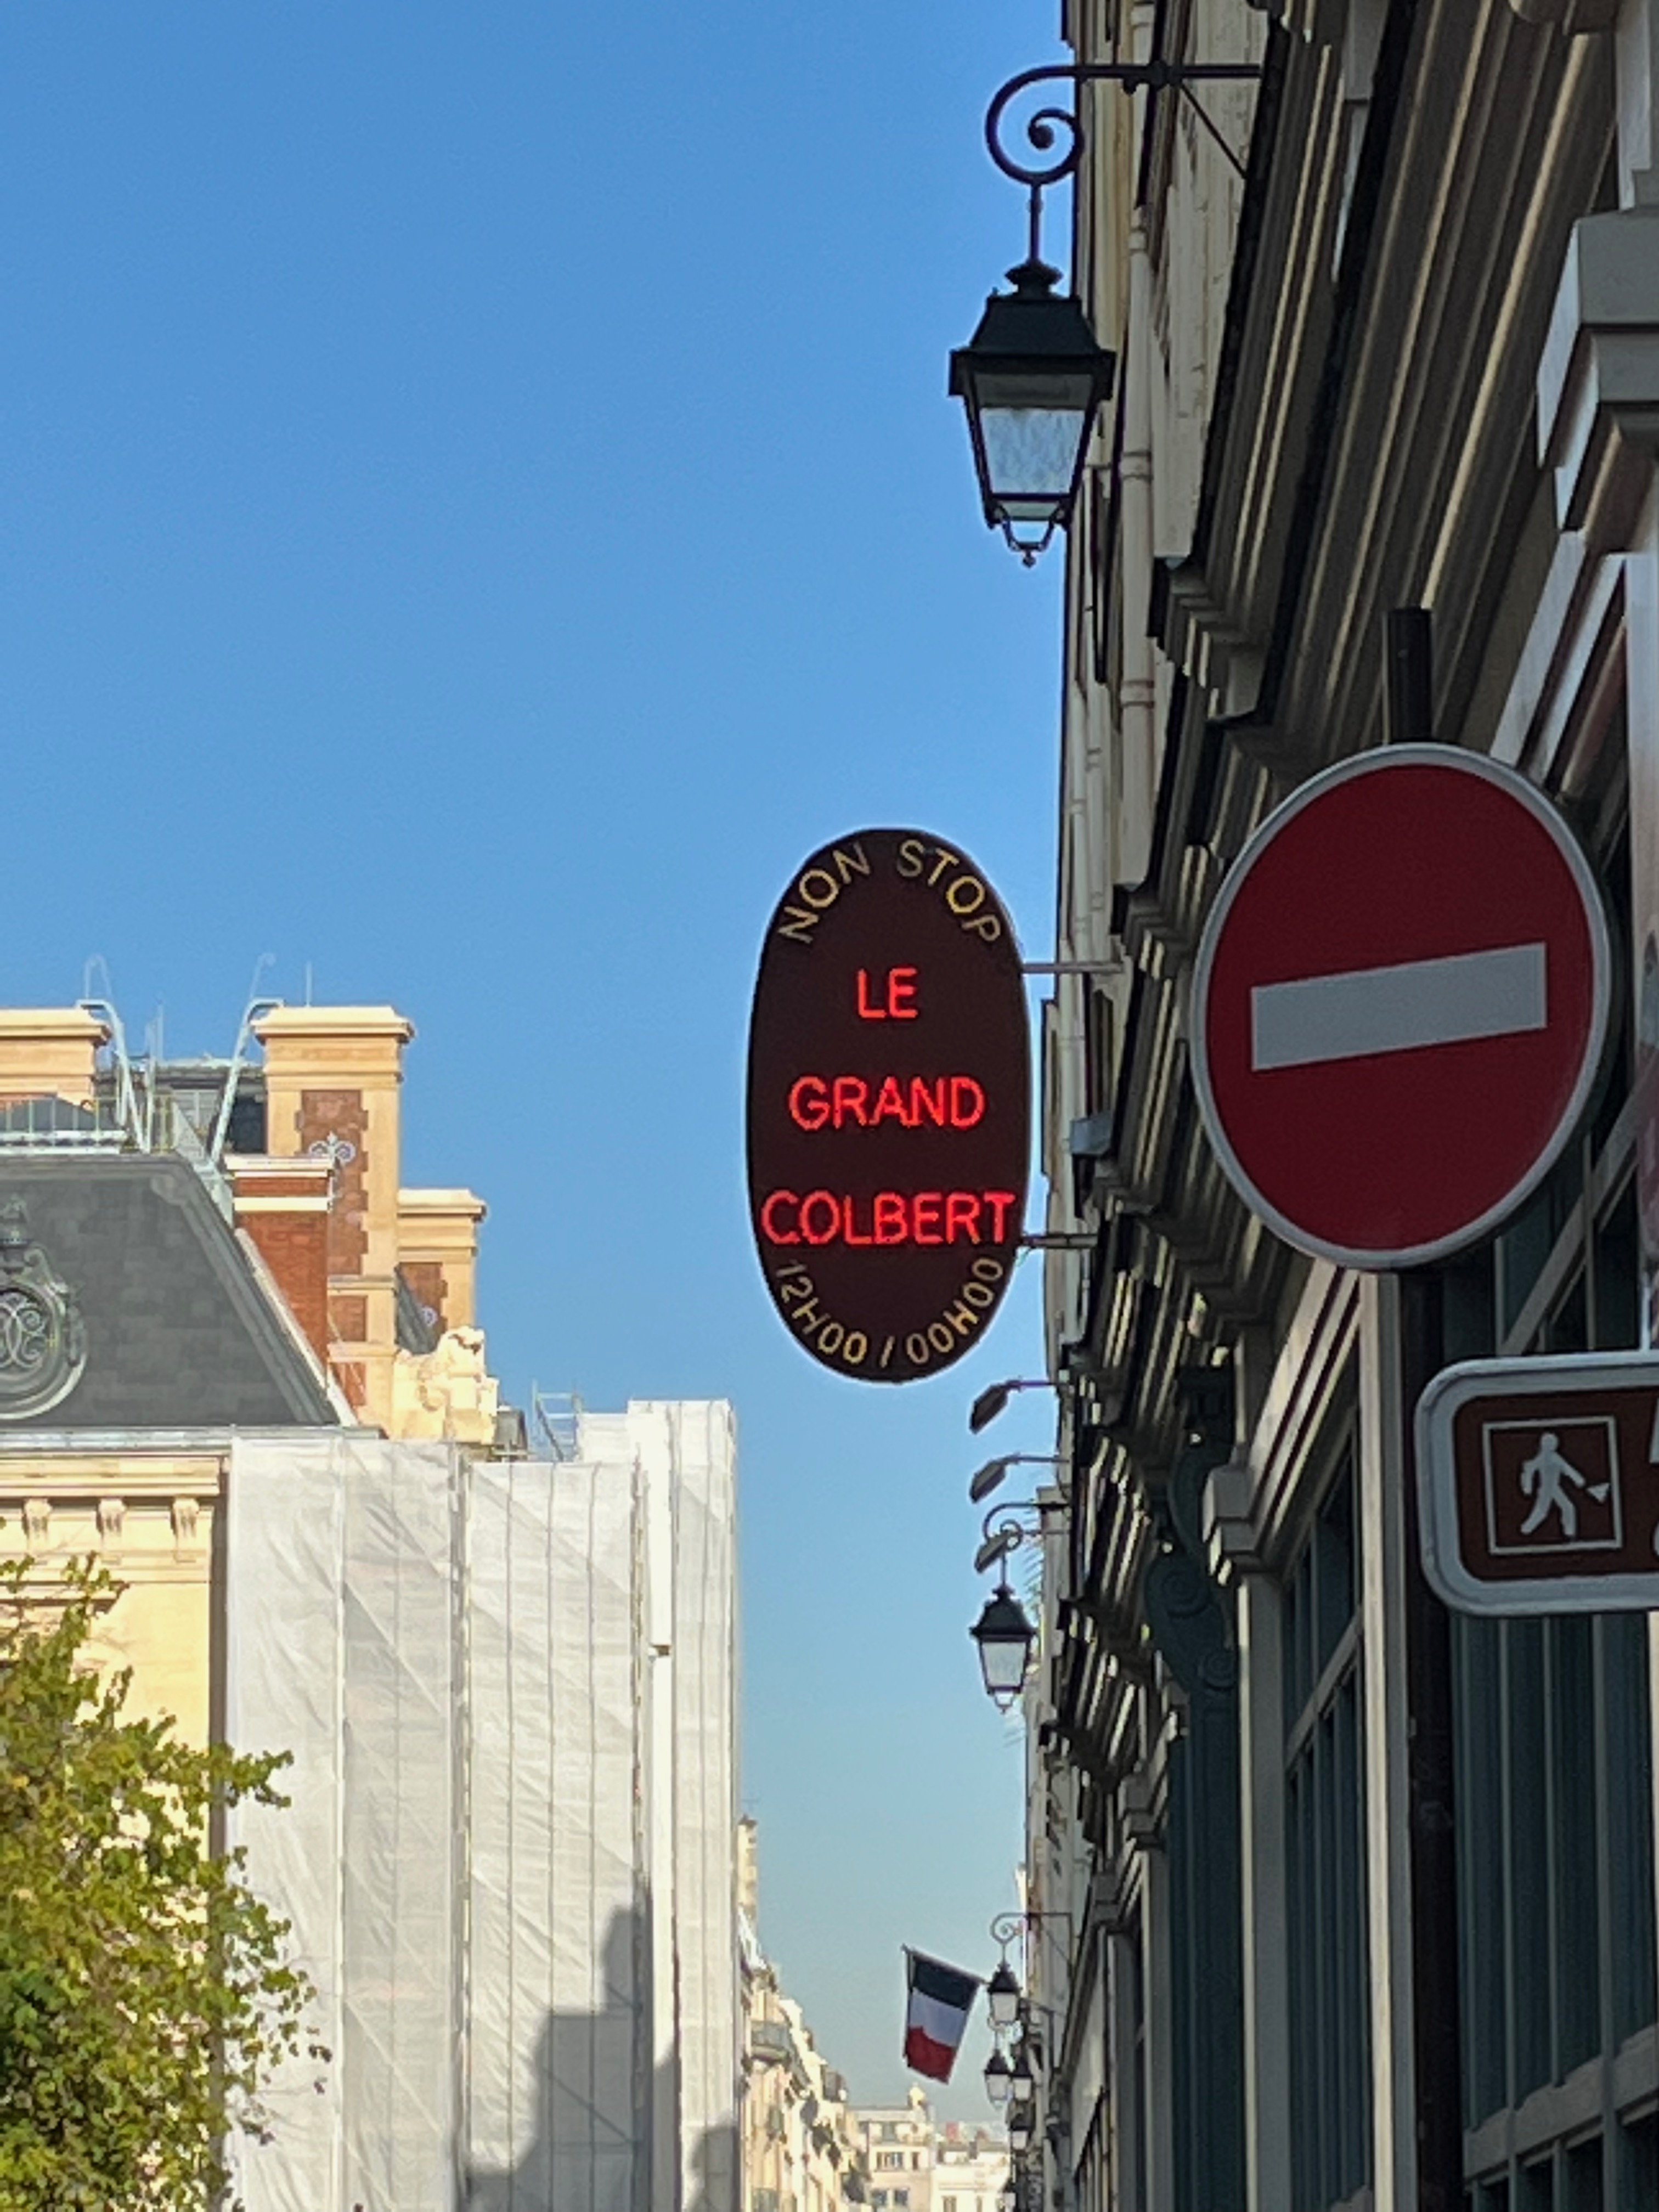 NON STOP
LE
GRAND
COLBERT
12H00 / 00H00